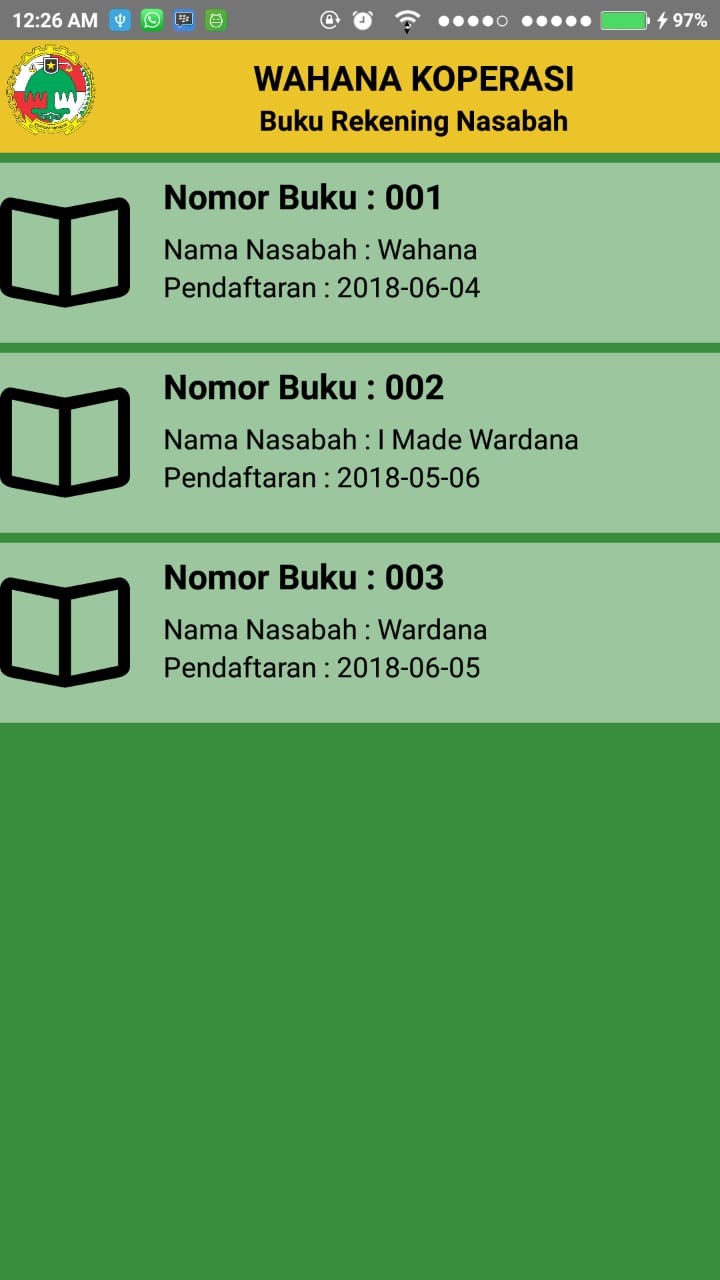 12:26 AM
97%
WAHANA KOPERASI
Buku Rekening Nasabah
Nomor Buku : 001
Nama Nasabah : Wahana
Pendaftaran : 2018-06-04
Nomor Buku : 002
Nama Nasabah : I Made Wardana
Pendaftaran : 2018-05-06
Nomor Buku : 003
Nama Nasabah : Wardana
Pendaftaran : 2018-06-05